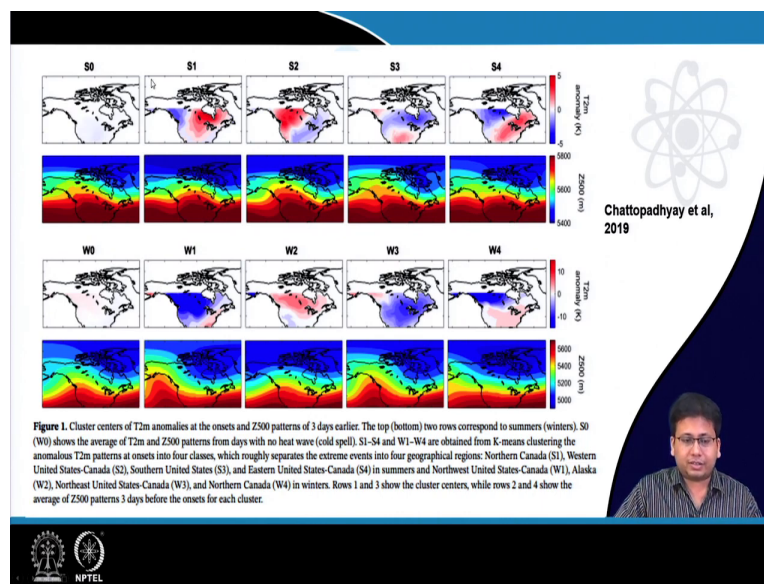 S0 S1 S2 S3 S4
5
0
-5
T2m
anomaly (K)
5800
5600
5400
Z500 (m)
Chattopadhyay et al,
2019
W0 W1 W2 W3 W4
10
0
-10
T2m
anomaly (K)
5600
5400
5200
5000
Z500 (m)
Figure 1. Cluster centers of T2m anomalies at the onsets and Z500 patterns of 3 days earlier. The top (bottom) two rows correspond to summers (winters). S0
(W0) shows the average of T2m and Z500 patterns from days with no heat wave (cold spell). S1–S4 and W1–W4 are obtained from K-means clustering the
anomalous T2m patterns at onsets into four classes, which roughly separates the extreme events into four geographical regions: Northern Canada (S1), Western
United States-Canada (S2), Southern United States (S3), and Eastern United States-Canada (S4) in summers and Northwest United States-Canada (W1), Alaska
(W2), Northeast United States-Canada (W3), and Northern Canada (W4) in winters. Rows 1 and 3 show the cluster centers, while rows 2 and 4 show the
average of Z500 patterns 3 days before the onsets for each cluster.
NPTEL